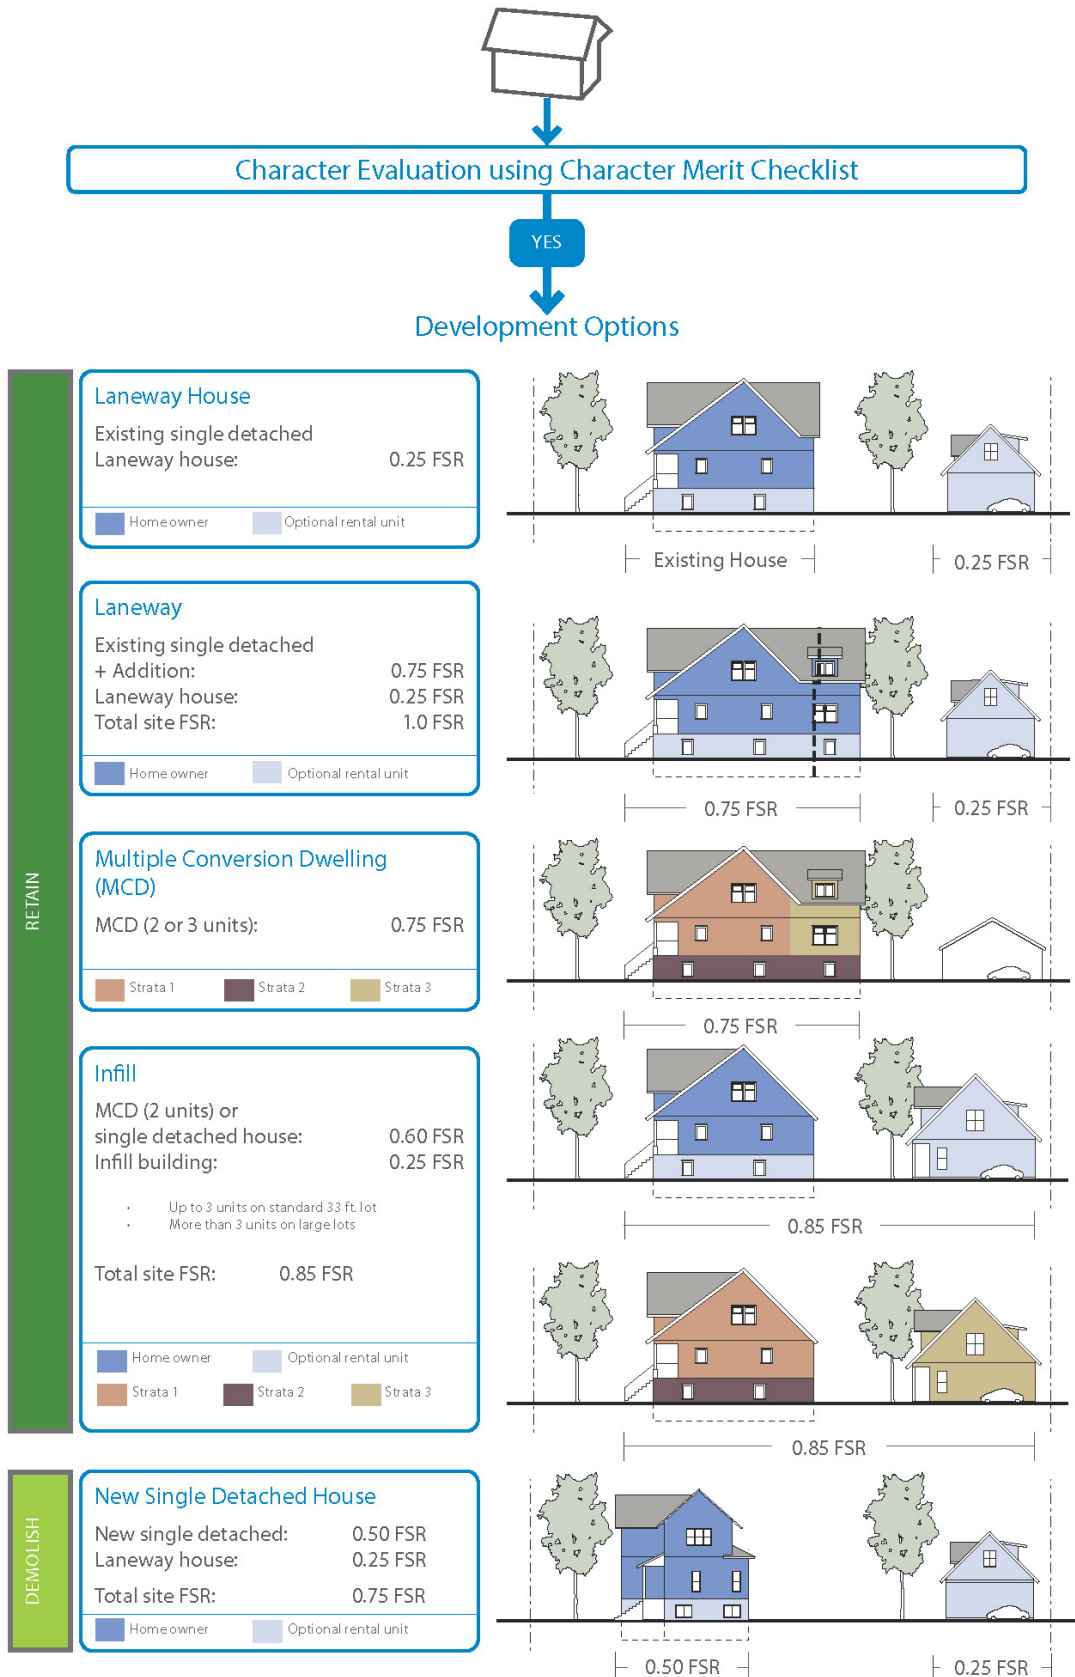 Character Evaluation using Character Merit Checklist
YES
Development Options
RETAIN
Laneway House
Existing single detached
Laneway house: 0.25 FSR
Home owner Optional rental unit
Existing House 0.25 FSR
Laneway
Existing single detached
+ Addition: 0.75 FSR
Laneway house: 0.25 FSR
Total site FSR: 1.0 FSR
Home owner Optional rental unit
0.75 FSR 0.25 FSR
Multiple Conversion Dwelling
(MCD)
MCD (2 or 3 units): 0.75 FSR
Strata 1 Strata 2 Strata 3
0.75 FSR
Infill
MCD (2 units) or
single detached house: 0.60 FSR
Infill building: 0.25 FSR
· Up to 3 units on standard 33 ft. lot
· More than 3 units on large lots
Total site FSR: 0.85 FSR
Home owner Optional rental unit
Strata 1 Strata 2 Strata 3
0.85 FSR
0.85 FSR
DEMOLISH
New Single Detached House
New single detached: 0.50 FSR
Laneway house: 0.25 FSR
Total site FSR: 0.75 FSR
Home owner Optional rental unit
0.50 FSR 0.25 FSR